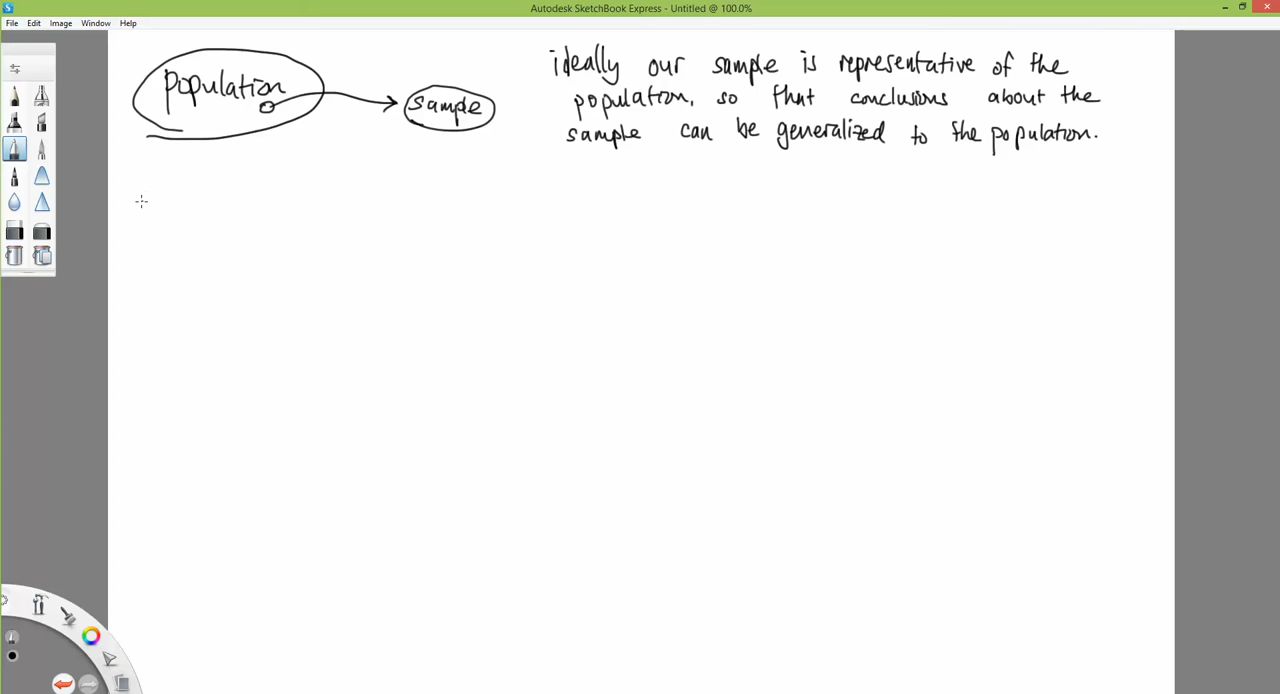 Autodesk SketchBook Express - Untitled @ 100.0%
File Edit Image Window Help
population
sample
ideally our sample is representative of the
population, so that conclusions about the
sample can be generalized to the population.